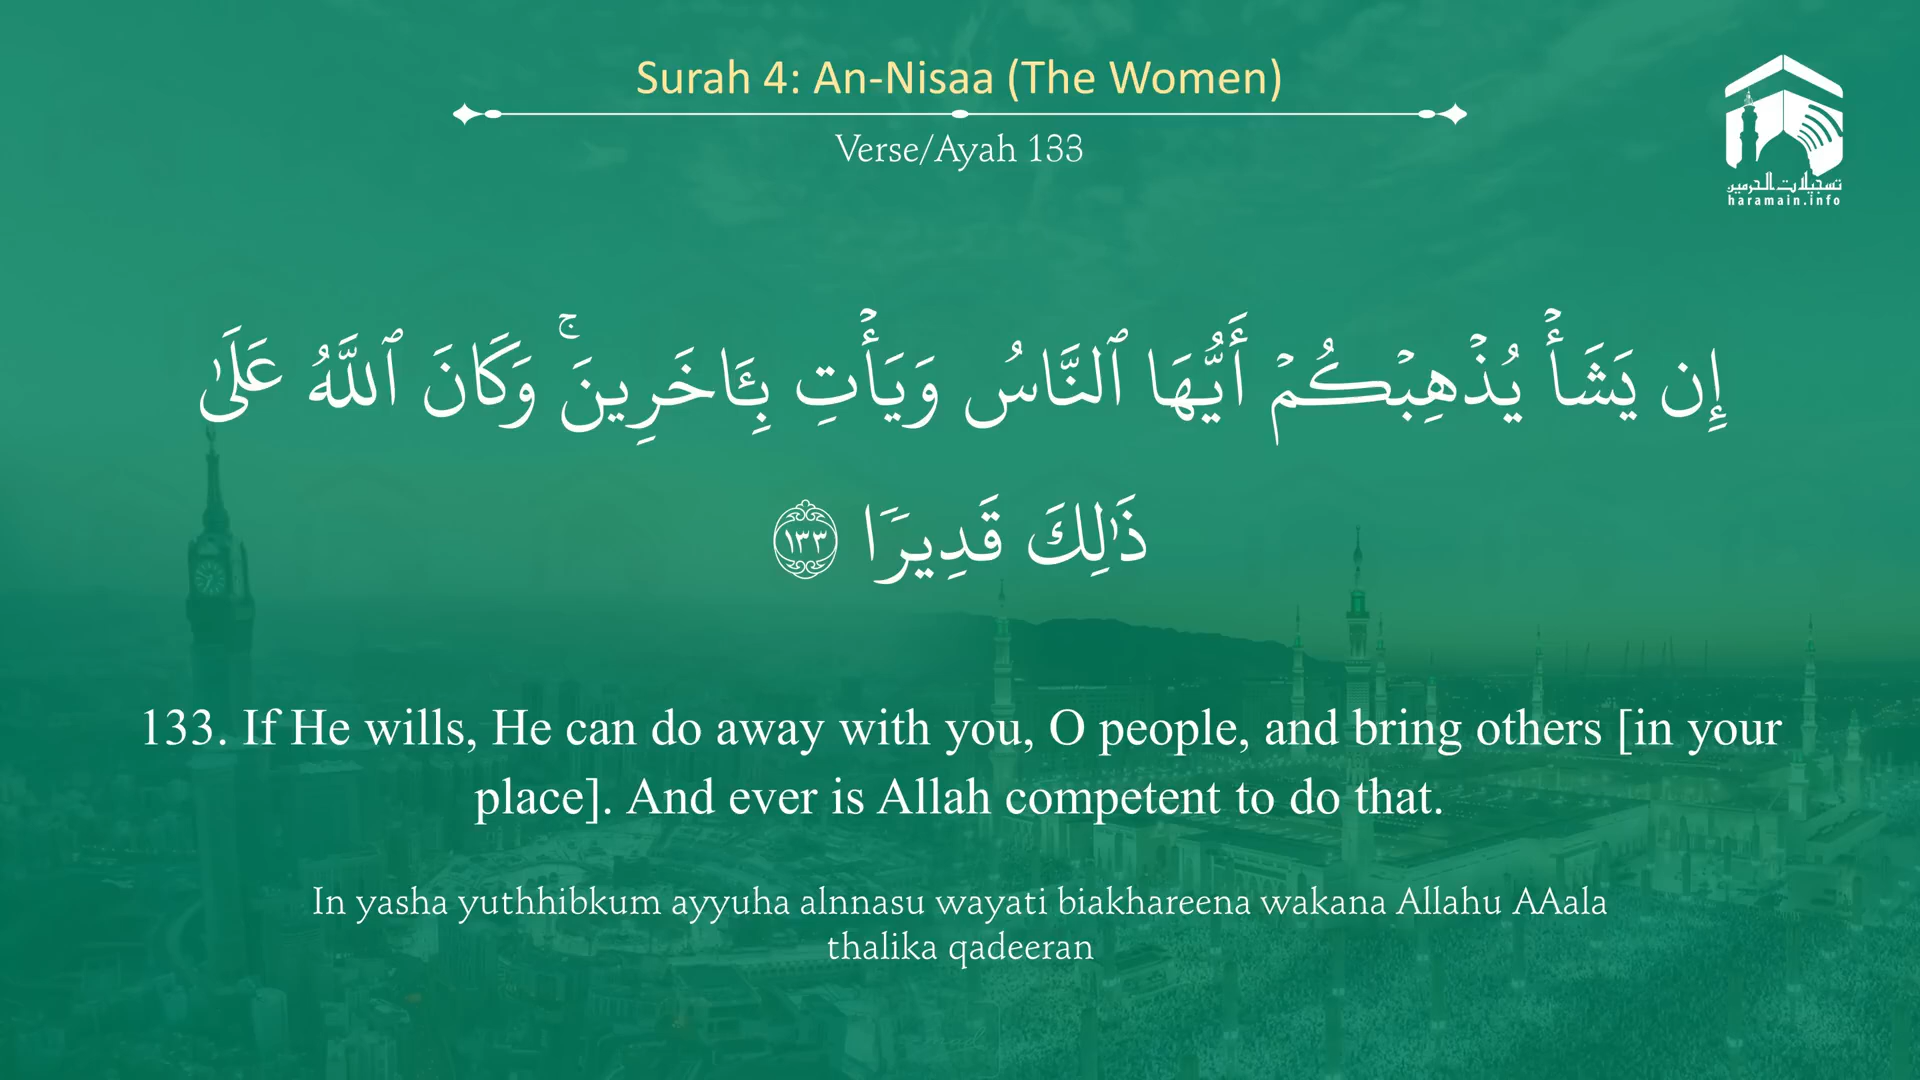 Surah 4: An-Nisaa (The Women)
Verse/Ayah 133
تسجيلات الحرمين
haramain.info
إِن يَشَأۡ يُذۡهِبۡكُمۡ أَيُّهَا ٱلنَّاسُ وَيَأۡتِ بِـَٔاخَرِينَۚ وَكَانَ ٱللَّهُ عَلَىٰ
ذَٰلِكَ قَدِيرٗا ١٣٣
133. If He wills, He can do away with you, O people, and bring others [in your
place]. And ever is Allah competent to do that.
In yasha yuthhibkum ayyuha alnnasu wayati biakhareena wakana Allahu AAala
thalika qadeeran